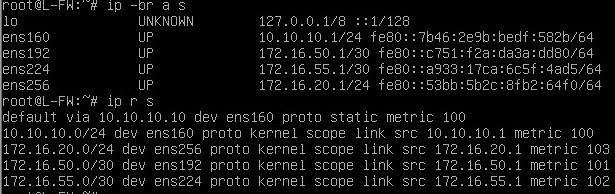 root@L-FW:~# ip -br a s
lo UNKNOWN 127.0.0.1/8 ::1/128
ens160 UP 10.10.10.1/24 fe80::7b46:2e9b:bedf:582b/64
ens192 UP 172.16.50.1/30 fe80::c751:f2a:da3a:dd80/64
ens224 UP 172.16.55.1/30 fe80::a933:17ca:6c5f:4ad5/64
ens256 UP 172.16.20.1/24 fe80::53bb:5b2c:8fb2:64f0/64
root@L-FW:~# ip r s
default via 10.10.10.10 dev ens160 proto static metric 100
10.10.10.0/24 dev ens160 proto kernel scope link src 10.10.10.1 metric 100
172.16.20.0/24 dev ens256 proto kernel scope link src 172.16.20.1 metric 103
172.16.50.0/30 dev ens192 proto kernel scope link src 172.16.50.1 metric 101
172.16.55.0/30 dev ens224 proto kernel scope link src 172.16.55.1 metric 102